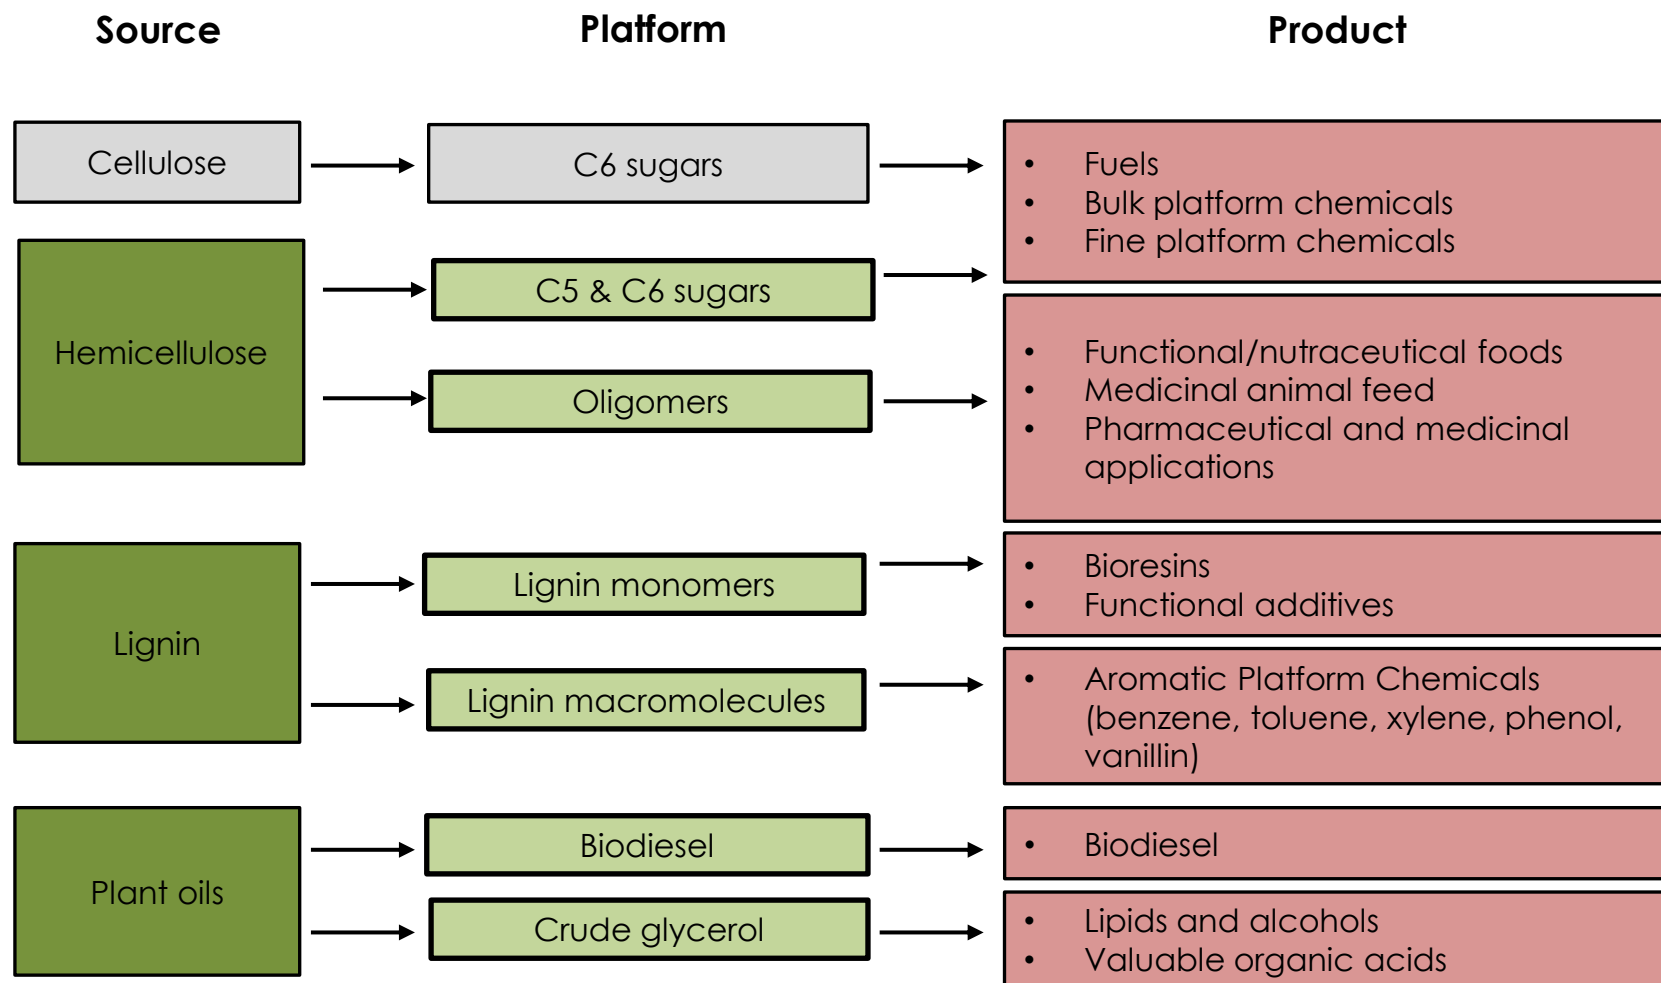 Source
Platform
Product
Cellulose
C6 sugars
• Fuels
• Bulk platform chemicals
• Fine platform chemicals
Hemicellulose
C5 & C6 sugars
Oligomers
• Functional/nutraceutical foods
• Medicinal animal feed
• Pharmaceutical and medicinal
applications
Lignin
Lignin monomers
• Bioresins
• Functional additives
Lignin macromolecules
• Aromatic Platform Chemicals
(benzene, toluene, xylene, phenol,
vanillin)
Plant oils
Biodiesel
• Biodiesel
Crude glycerol
• Lipids and alcohols
• Valuable organic acids